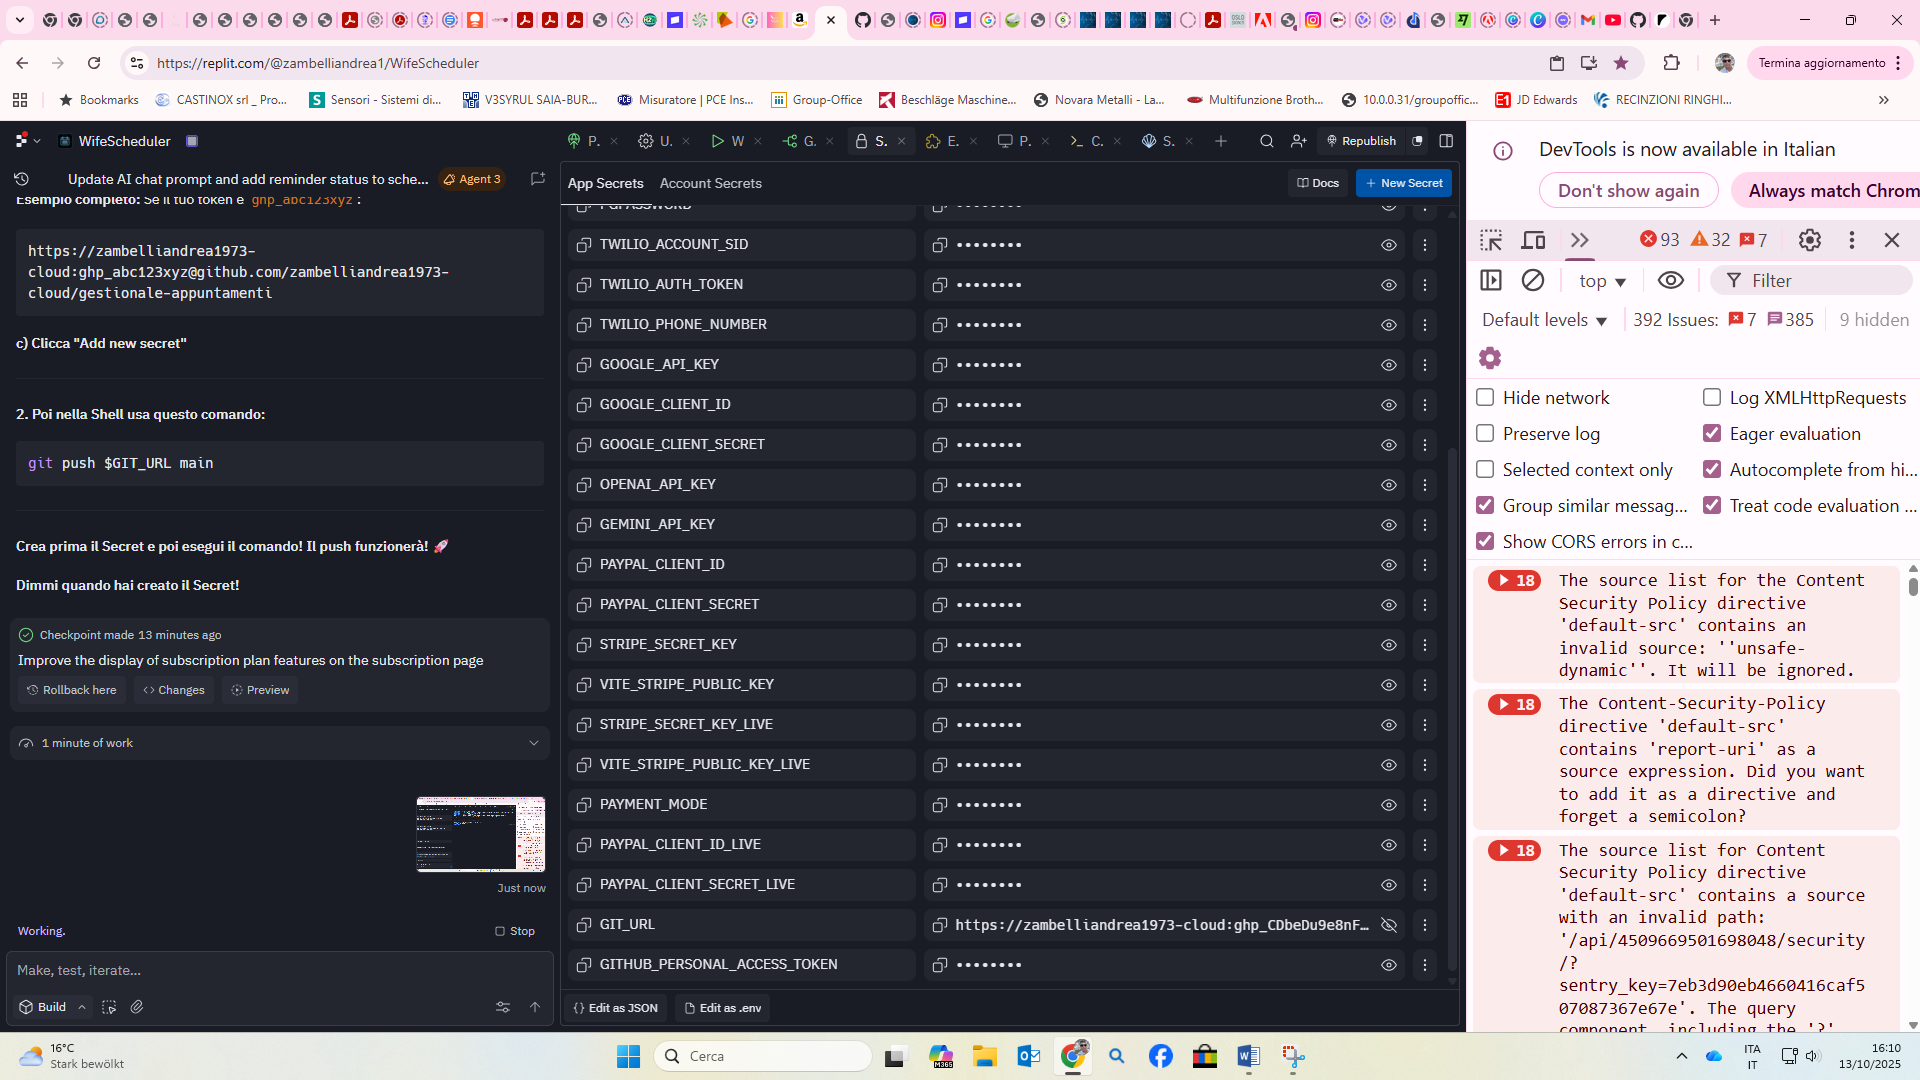 https://replit.com/@zambelliandrea1/WifeScheduler
Termina aggiornamento
Bookmarks
CASTINOX srl _ Pro...
Sensori - Sistemi di...
V3SYRUL SAIA-BUR...
Misuratore | PCE Ins...
Group-Office
Beschläge Maschine...
Novara Metalli - La...
Multifunzione Broth...
10.0.0.31/groupoffic...
JD Edwards
RECINZIONI RINGHI...
WifeScheduler
P.
U.
W
G.
S.
E.
P.
C.
S.
Republish
Update AI chat prompt and add reminder status to sche...
Agent 3
App Secrets
Account Secrets
Docs
New Secret
Esempio completo: Se il tuo token è ghp_abc123xyz :
https://zambelliandrea1973-
cloud:ghp_abc123xyz@github.com/zambelliandrea1973-
cloud/gestionale-appuntamenti
c) Clicca "Add new secret"
2. Poi nella Shell usa questo comando:
git push $GIT_URL main
Crea prima il Secret e poi esegui il comando! Il push funzionerà! 🚀
Dimmi quando hai creato il Secret!
Checkpoint made 13 minutes ago
Improve the display of subscription plan features on the subscription page
Rollback here
Changes
Preview
1 minute of work
Just now
Working.
Stop
Make, test, iterate...
Build
PGPASSWORD
TWILIO_ACCOUNT_SID ••••••••
TWILIO_AUTH_TOKEN ••••••••
TWILIO_PHONE_NUMBER ••••••••
GOOGLE_API_KEY ••••••••
GOOGLE_CLIENT_ID ••••••••
GOOGLE_CLIENT_SECRET ••••••••
OPENAI_API_KEY ••••••••
GEMINI_API_KEY ••••••••
PAYPAL_CLIENT_ID ••••••••
PAYPAL_CLIENT_SECRET ••••••••
STRIPE_SECRET_KEY ••••••••
VITE_STRIPE_PUBLIC_KEY ••••••••
STRIPE_SECRET_KEY_LIVE ••••••••
VITE_STRIPE_PUBLIC_KEY_LIVE ••••••••
PAYMENT_MODE ••••••••
PAYPAL_CLIENT_ID_LIVE ••••••••
PAYPAL_CLIENT_SECRET_LIVE ••••••••
GIT_URL https://zambelliandrea1973-cloud:ghp_CDbeDu9e8nF...
GITHUB_PERSONAL_ACCESS_TOKEN ••••••••
{} Edit as JSON
Edit as .env
DevTools is now available in Italian
Don't show again
Always match Chrom
93
32
7
top
Filter
Default levels
392 Issues:
7
385
9 hidden
Hide network
Log XMLHttpRequests
Preserve log
Eager evaluation
Selected context only
Autocomplete from hi...
Group similar messag...
Treat code evaluation ...
Show CORS errors in c...
18
The source list for the Content
Security Policy directive
'default-src' contains an
invalid source: ''unsafe-
dynamic''. It will be ignored.
18
The Content-Security-Policy
directive 'default-src'
contains 'report-uri' as a
source expression. Did you want
to add it as a directive and
forget a semicolon?
18
The source list for Content
Security Policy directive
'default-src' contains a source
with an invalid path:
'/api/4509669501698048/security
/?
sentry_key=7eb3d90eb4660416caf5
07087367e67e'. The query
component, including the '?'
16°C
Stark bewölkt
Cerca
ITA
IT
16:10
13/10/2025